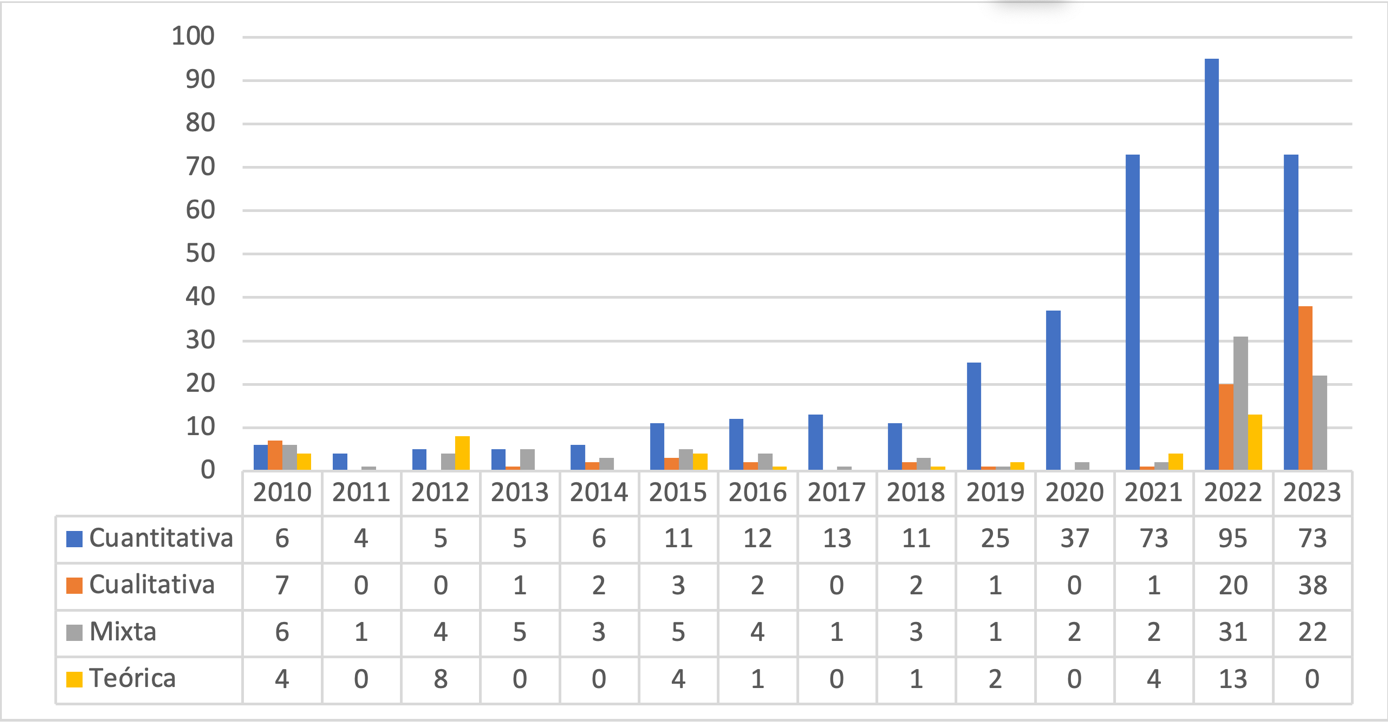 100
90
80
70
60
50
40
30
20
10
0
2010 2011 2012 2013 2014 2015 2016 2017 2018 2019 2020 2021 2022 2023
Cuantitativa 6 4 5 5 6 11 12 13 11 25 37 73 95 73
Cualitativa 7 0 0 1 2 3 2 0 2 1 0 1 20 38
Mixta 6 1 4 5 3 5 4 1 3 1 2 2 31 22
Teórica 4 0 8 0 0 4 1 0 1 2 0 4 13 0